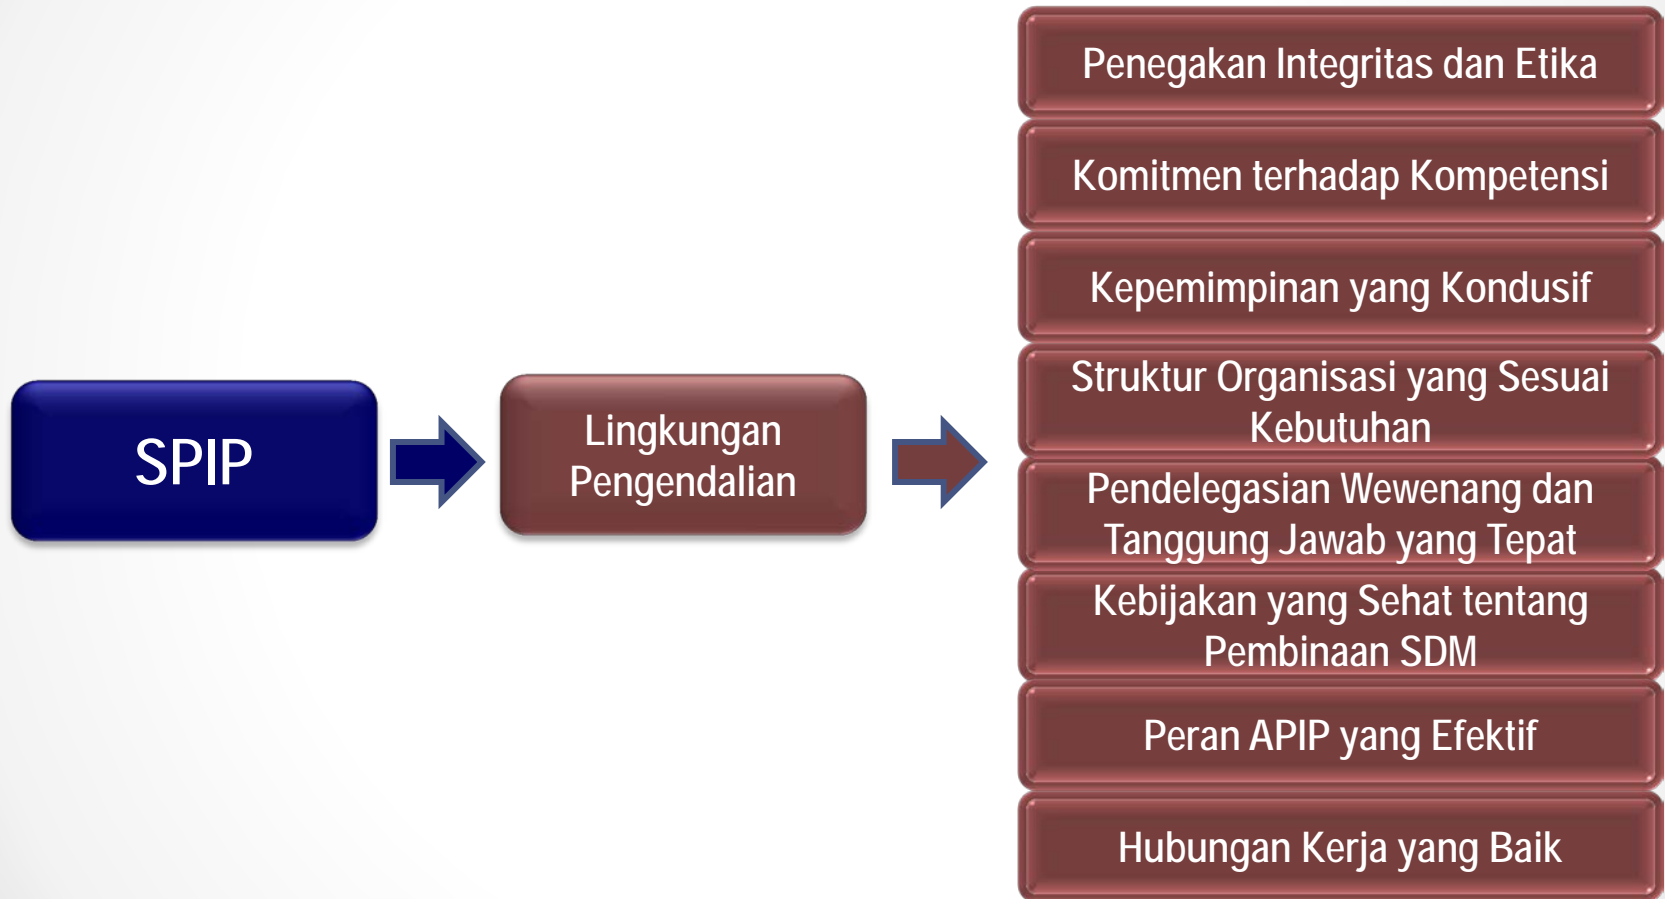 SPIP
Lingkungan
Pengendalian
Penegakan Integritas dan Etika
Komitmen terhadap Kompetensi
Kepemimpinan yang Kondusif
Struktur Organisasi yang Sesuai
Kebutuhan
Pendelegasian Wewenang dan
Tanggung Jawab yang Tepat
Kebijakan yang Sehat tentang
Pembinaan SDM
Peran APIP yang Efektif
Hubungan Kerja yang Baik